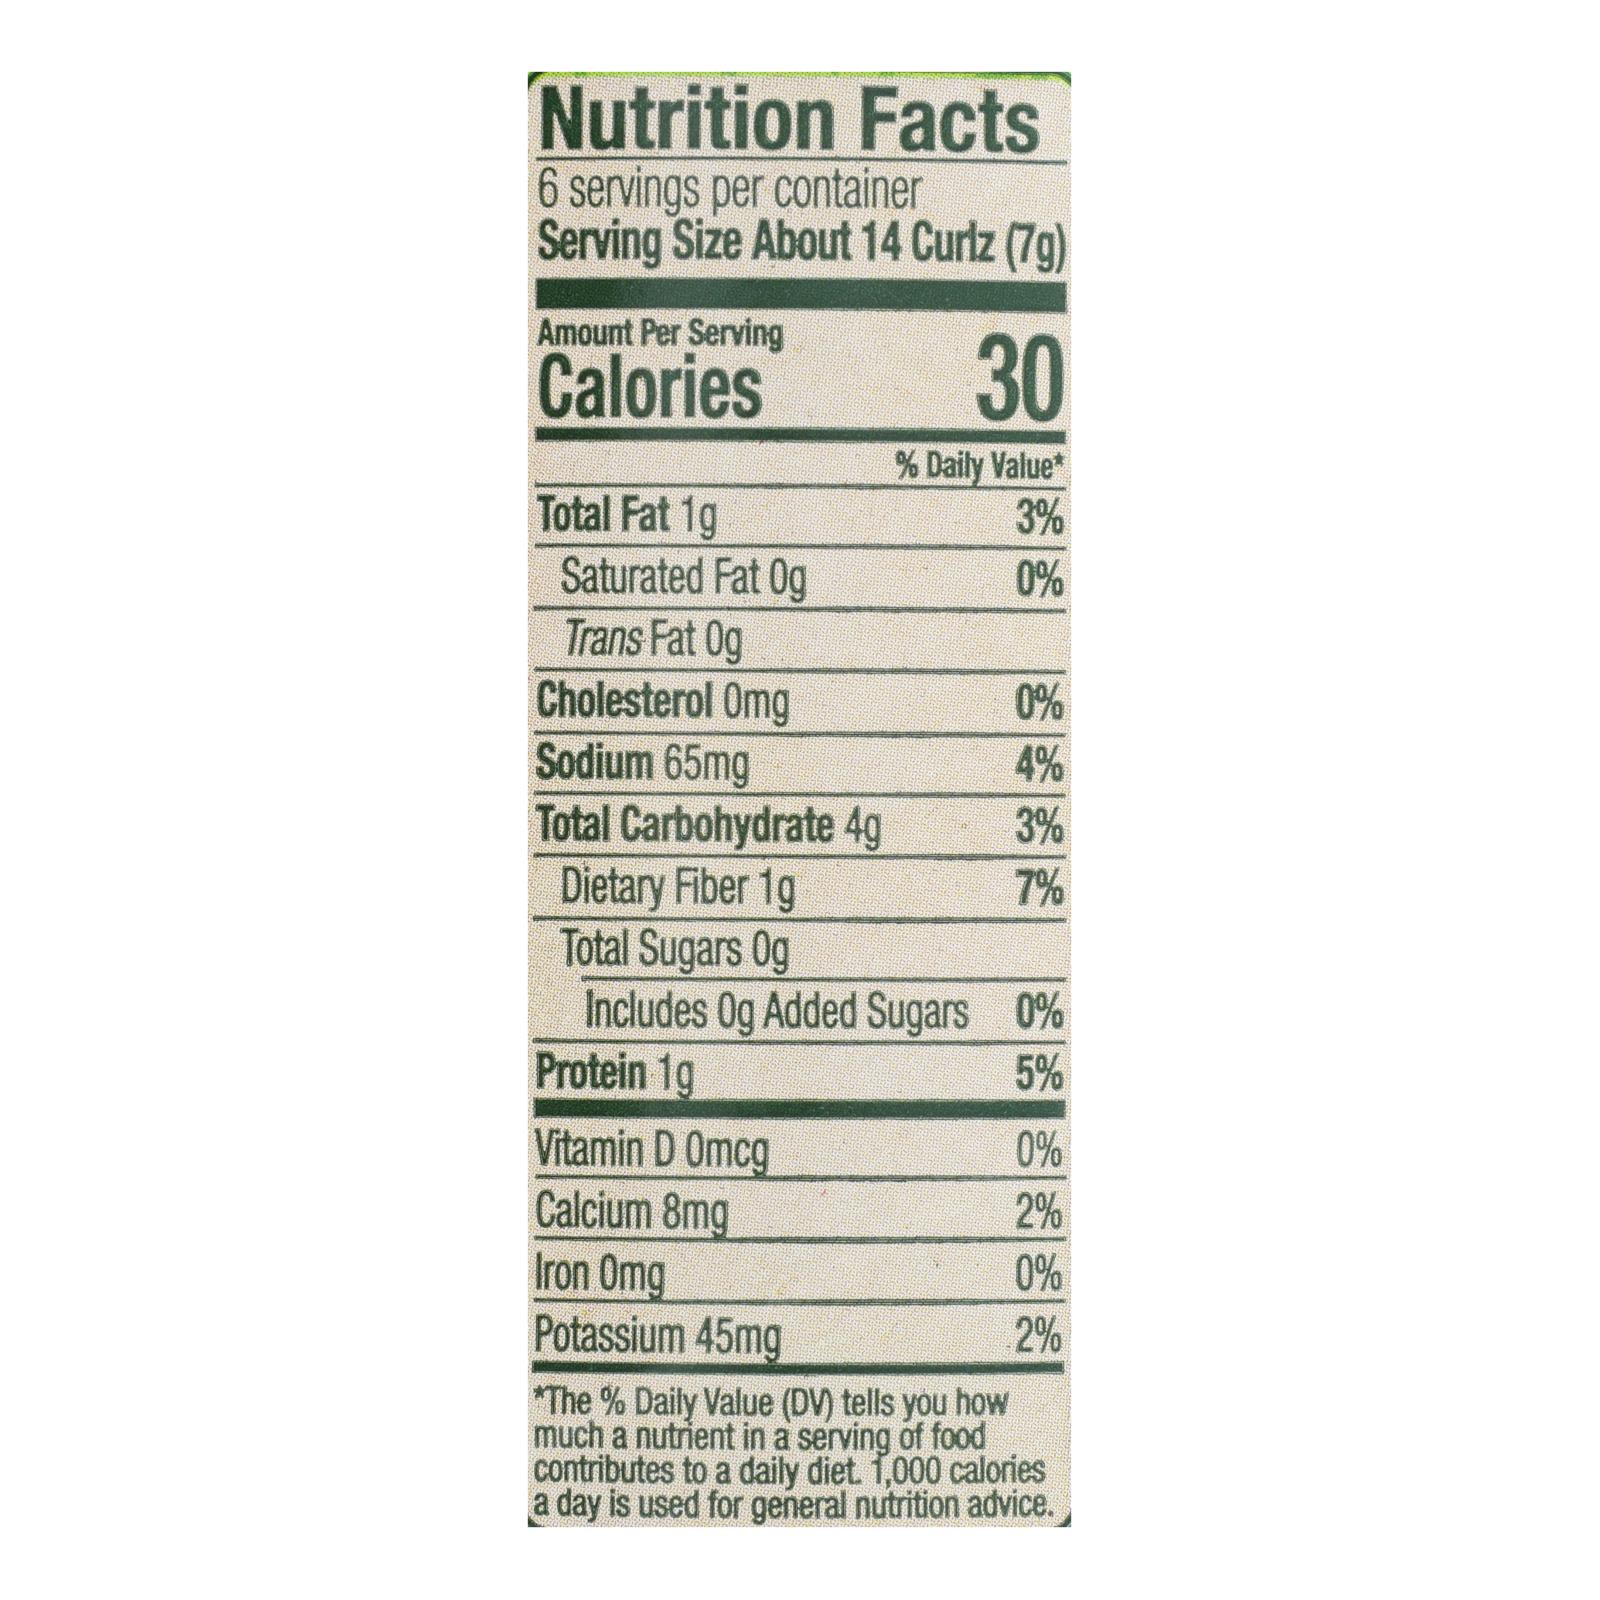 Nutrition Facts
6 servings per container
Serving Size About 14 Curlz (7g)
Amount Per Serving
Calories 30
% Daily Value*
Total Fat 1g 3%
Saturated Fat 0g 0%
Trans Fat 0g
Cholesterol 0mg 0%
Sodium 65mg 4%
Total Carbohydrate 4g 3%
Dietary Fiber 1g 7%
Total Sugars 0g
Includes 0g Added Sugars 0%
Protein 1g 5%
Vitamin D 0mcg 0%
Calcium 8mg 2%
Iron 0mg 0%
Potassium 45mg 2%
*The % Daily Value (DV) tells you how
much a nutrient in a serving of food
contributes to a daily diet. 1,000 calories
a day is used for general nutrition advice.